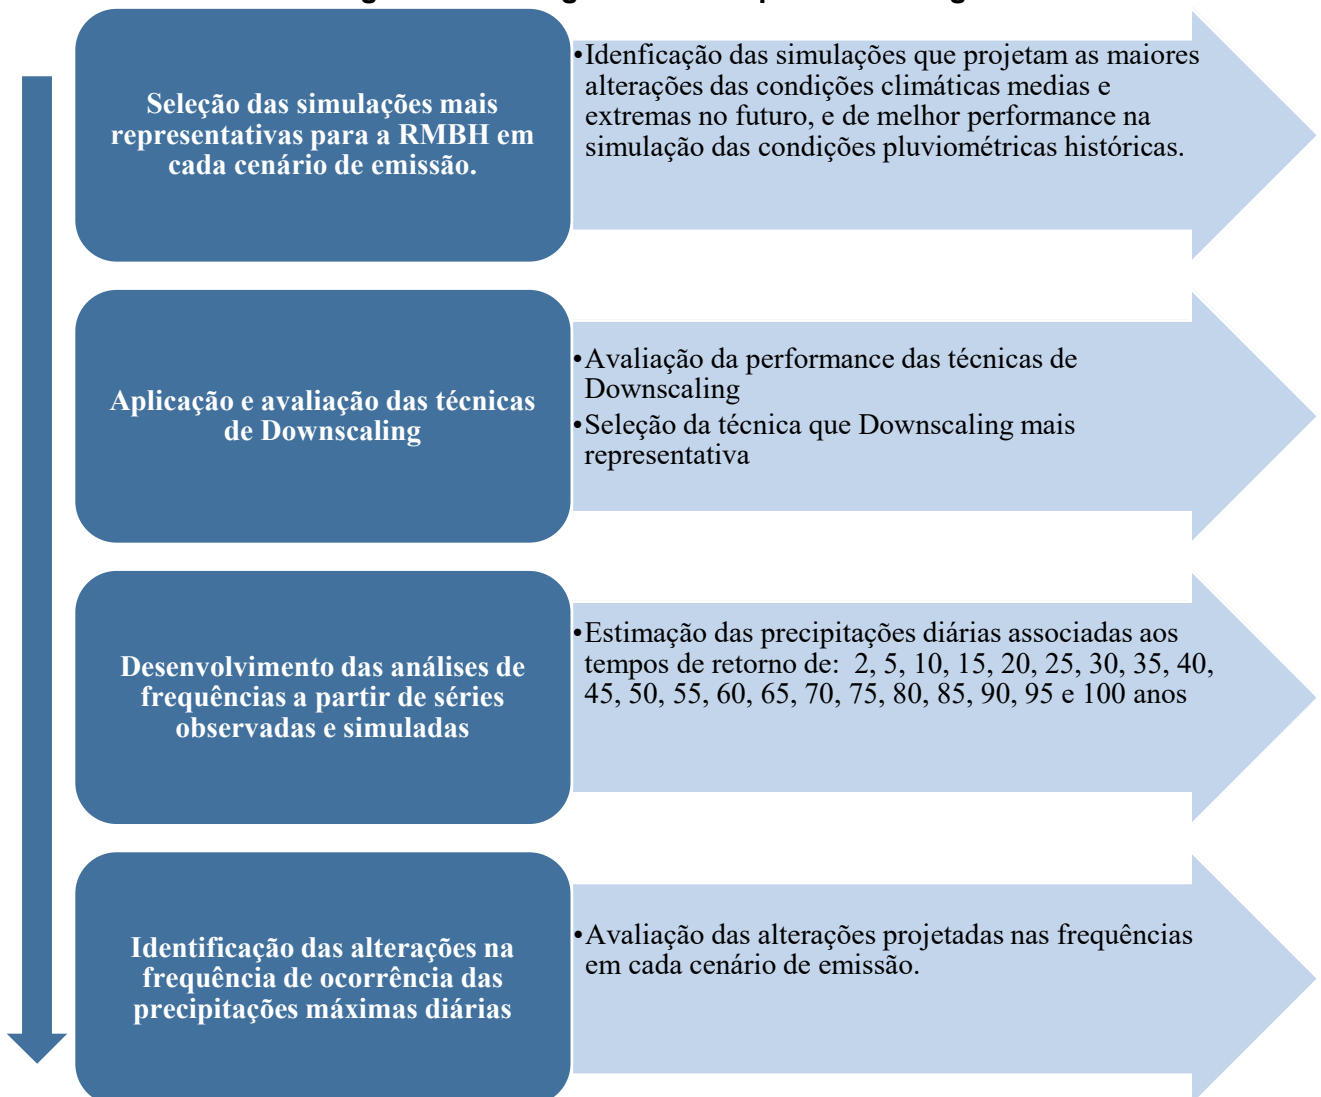 Seleção das simulações mais
representativas para a RMBH em
cada cenário de emissão.
•Idenficação das simulações que projetam as maiores
alterações das condições climáticas medias e
extremas no futuro, e de melhor performance na
simulação das condições pluviométricas históricas.
Aplicação e avaliação das técnicas
de Downscaling
•Avaliação da performance das técnicas de
Downscaling
•Seleção da técnica que Downscaling mais
representativa
Desenvolvimento das análises de
frequências a partir de séries
observadas e simuladas
•Estimação das precipitações diárias associadas aos
tempos de retorno de: 2, 5, 10, 15, 20, 25, 30, 35, 40,
45, 50, 55, 60, 65, 70, 75, 80, 85, 90, 95 e 100 anos
Identificação das alterações na
frequência de ocorrência das
precipitações máximas diárias
•Avaliação das alterações projetadas nas frequências
em cada cenário de emissão.